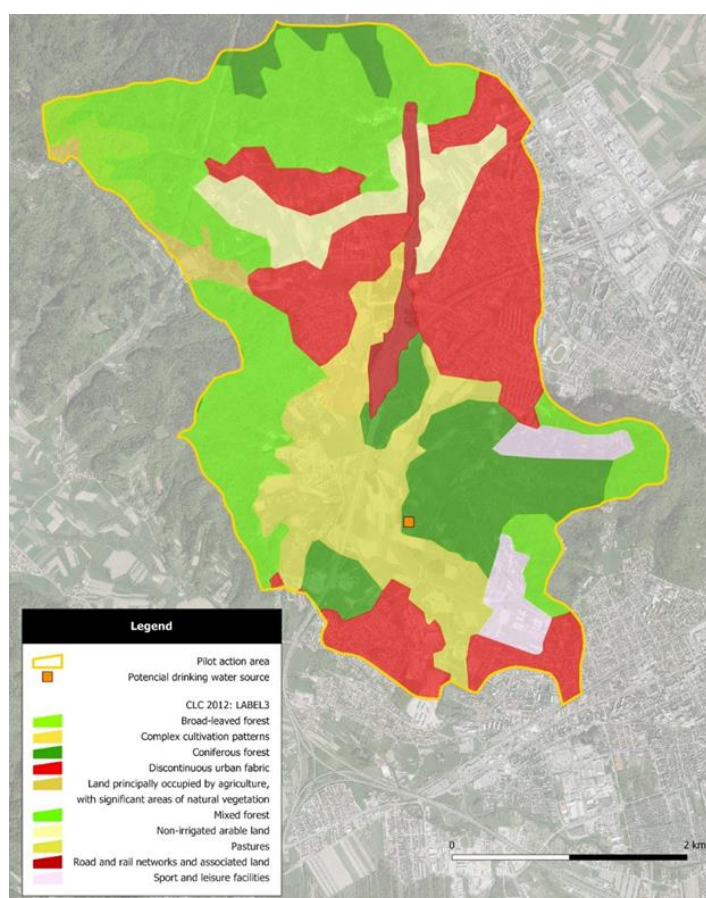 Legend
Pilot action area
Potencial drinking water source
CLC 2012: LABEL3
Broad-leaved forest
Complex cultivation patterns
Coniferous forest
Discontinuous urban fabric
Land principally occupied by agriculture,
with significant areas of natural vegetation
Mixed forest
Non-irrigated arable land
Pastures
Road and rail networks and associated land
Sport and leisure facilities
0 2 km